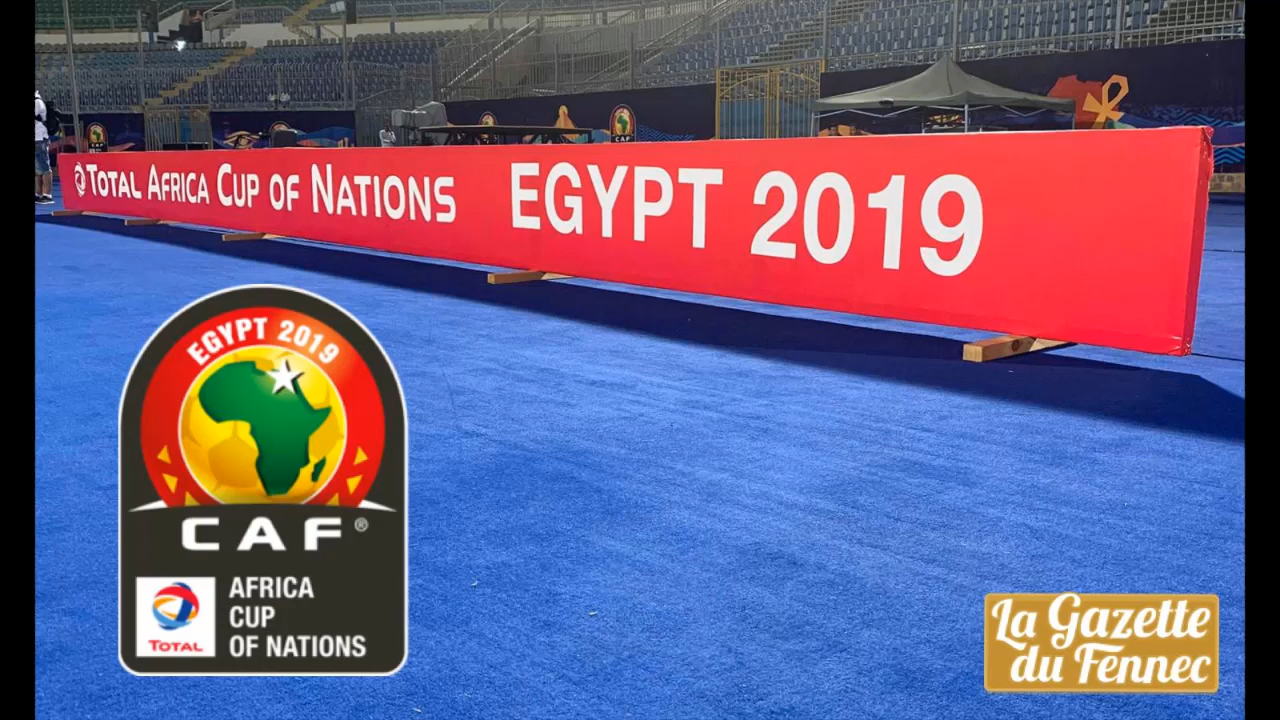 TOTAL AFRICA CUP OF NATIONS EGYPT 2019
EGYPT 2019
CAF®
TOTAL
AFRICA
CUP
OF NATIONS
La Gazette
du Fennec
CAF